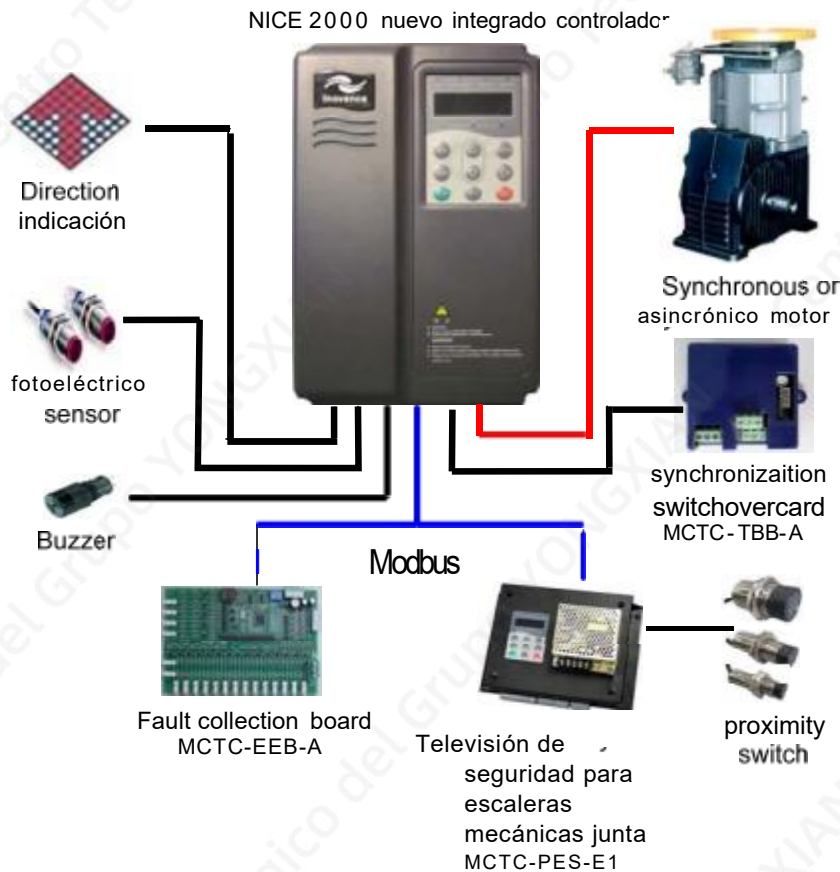 NICE 2000 nuevo integrado controlador
inovance
Direction
indicación
Synchronous or
asincrónico motor
fotoeléctrico
sensor
synchronizaition
switchovercard
MCTC-TBB-A
Buzzer
Modbus
Fault collection board
MCTC-EEB-A
Televisión de
seguridad para
escaleras
mecánicas junta
MCTC-PES-E1
proximity
switch